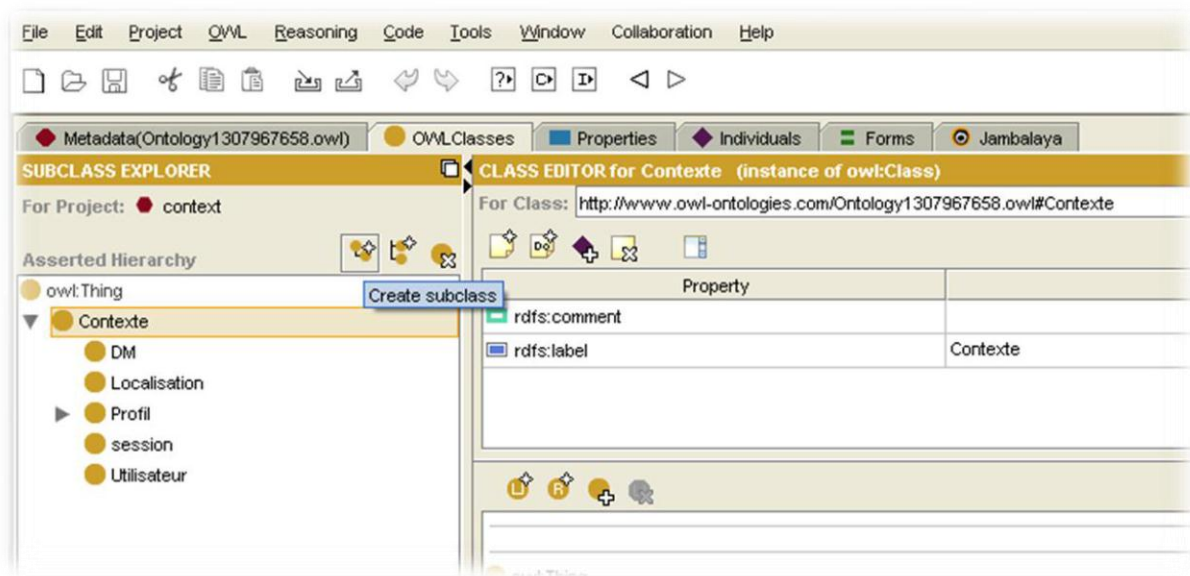 File Edit Project OWL Reasoning Code Tools Window Collaboration Help
Metadata(Ontology1307967658.owl) OWLClasses Properties Individuals Forms Jambalaya
SUBCLASS EXPLORER
For Project: context
Asserted Hierarchy
Create subclass
owl:Thing
Contexte
DM
Localisation
Profil
session
Utilisateur
CLASS EDITOR for Contexte (instance of owl:Class)
For Class: http://www.owl-ontologies.com/Ontology1307967658.owl#Contexte
Property
rdfs:comment
rdfs:label Contexte
owl:Thing